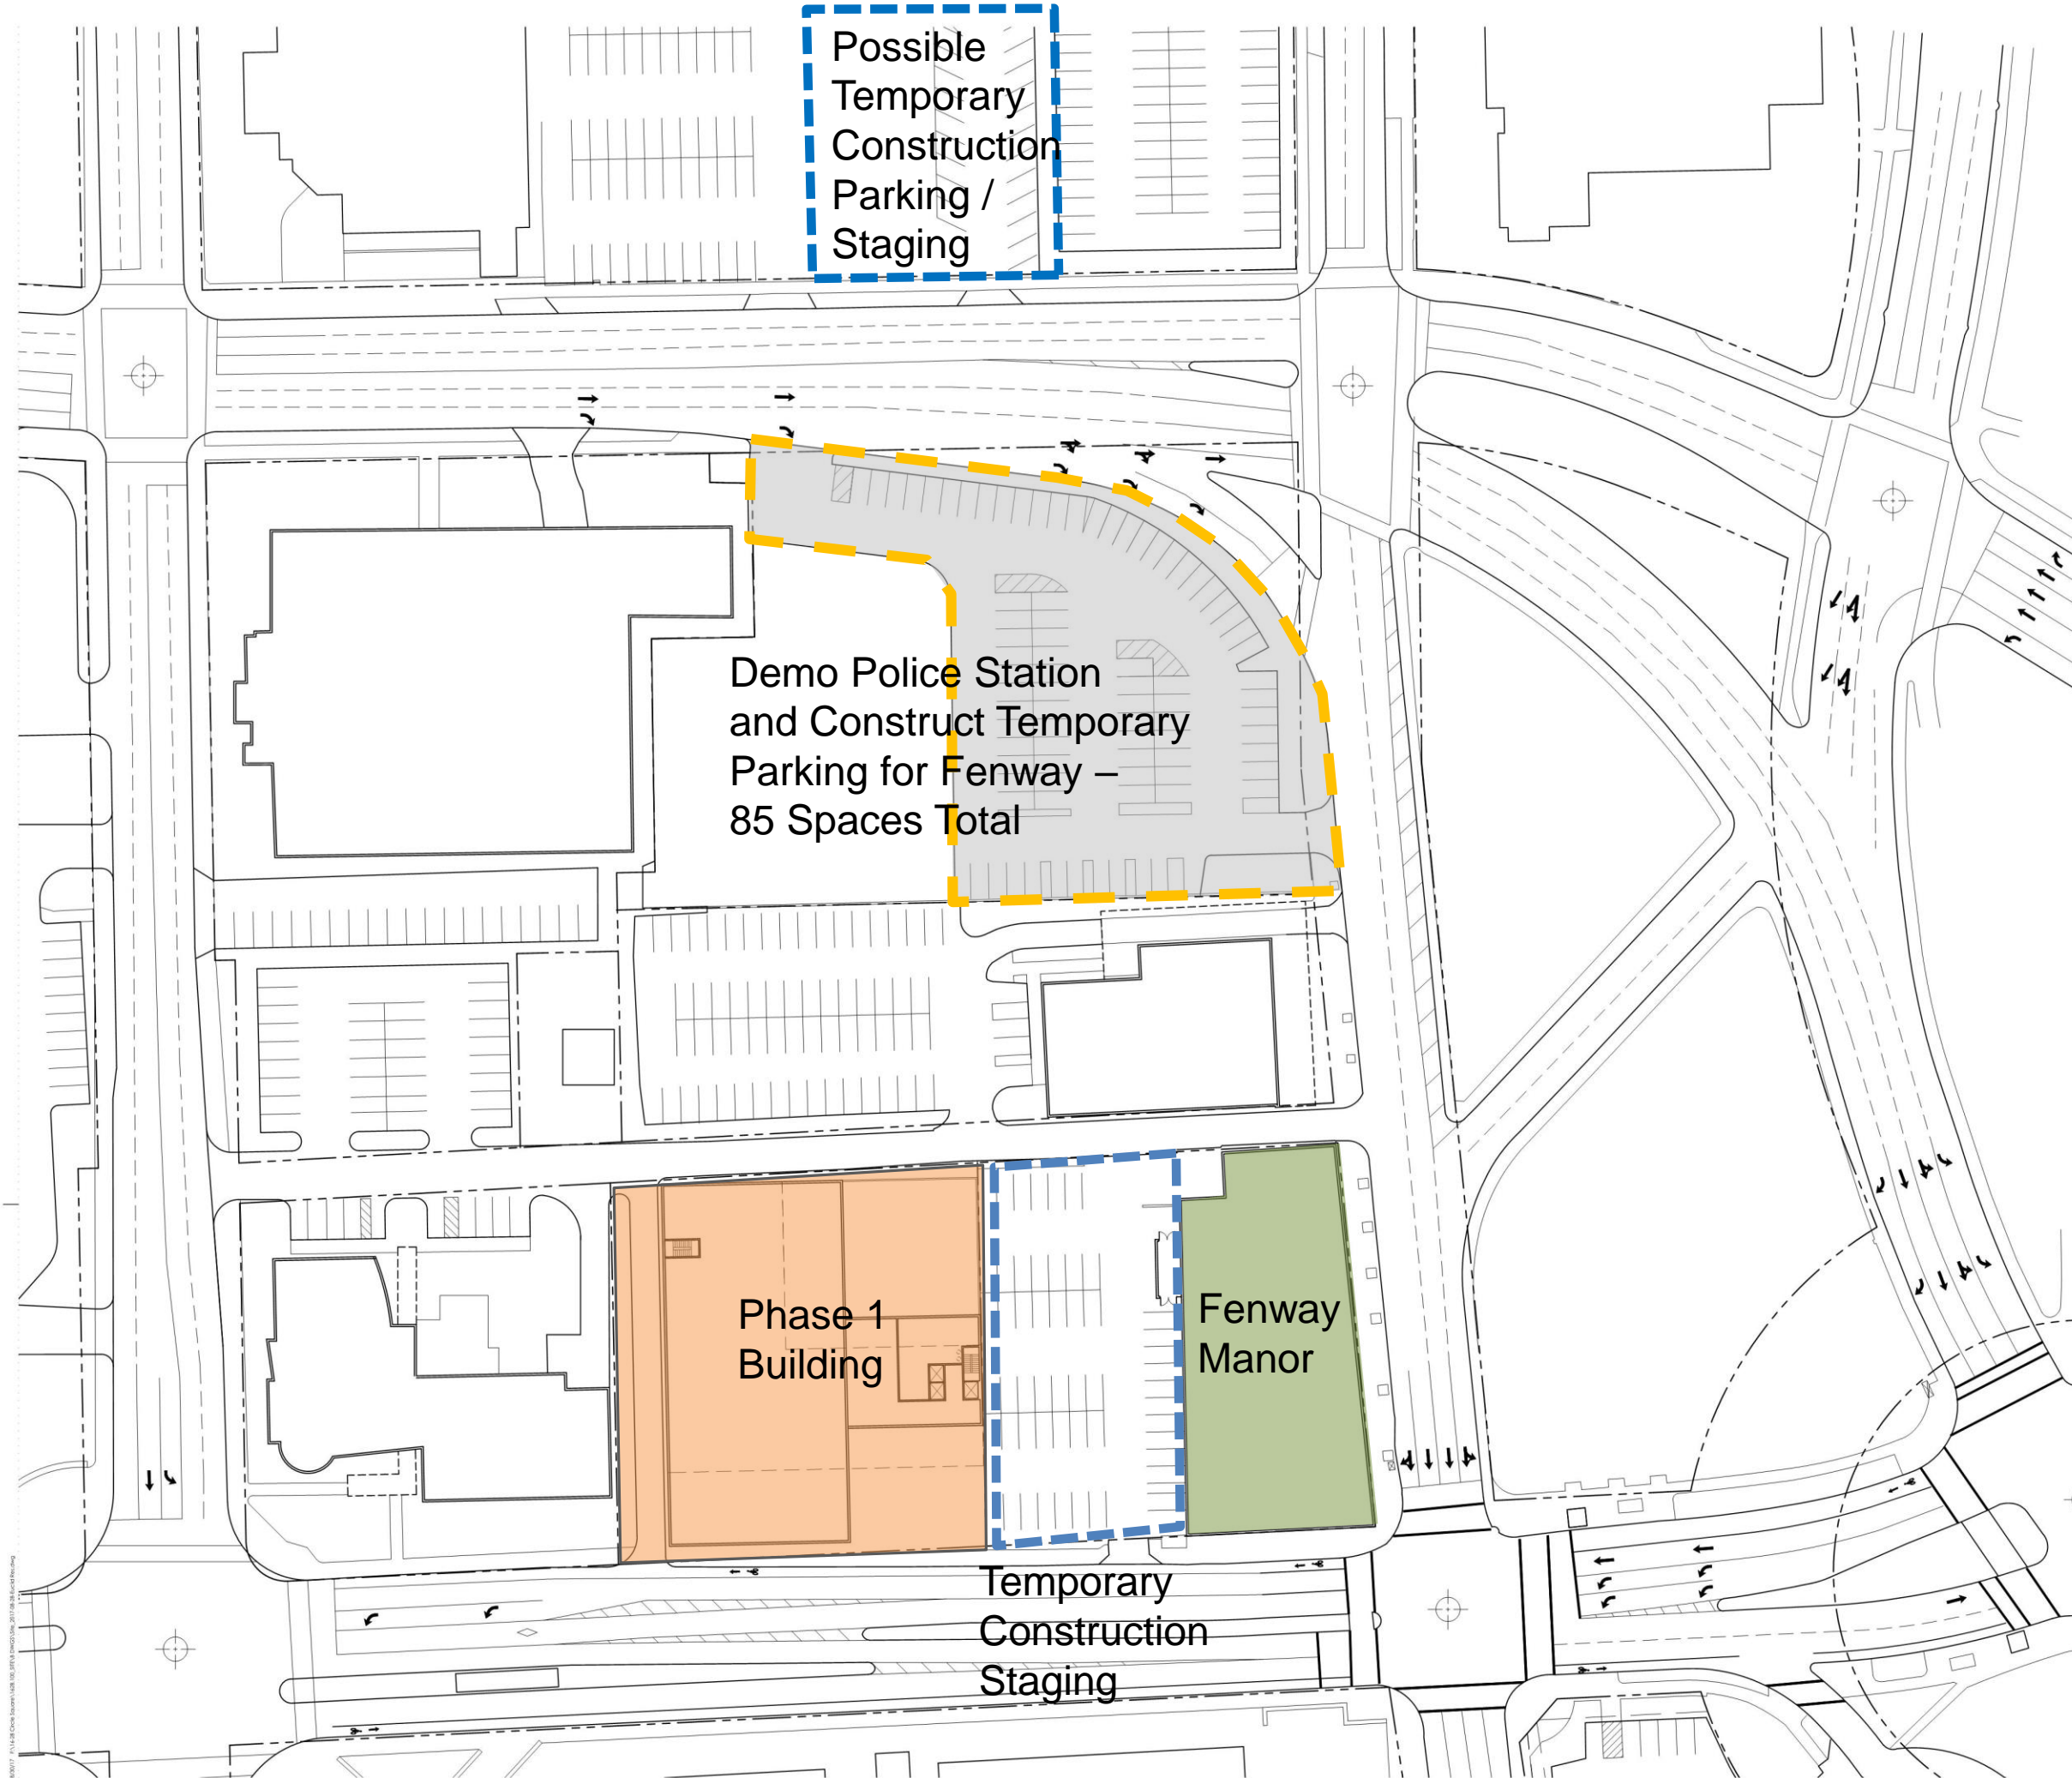 Possible
Temporary
Construction
Parking /
Staging
Demo Police Station
and Construct Temporary
Parking for Fenway –
85 Spaces Total
Phase 1
Building
Fenway
Manor
Temporary
Construction
Staging